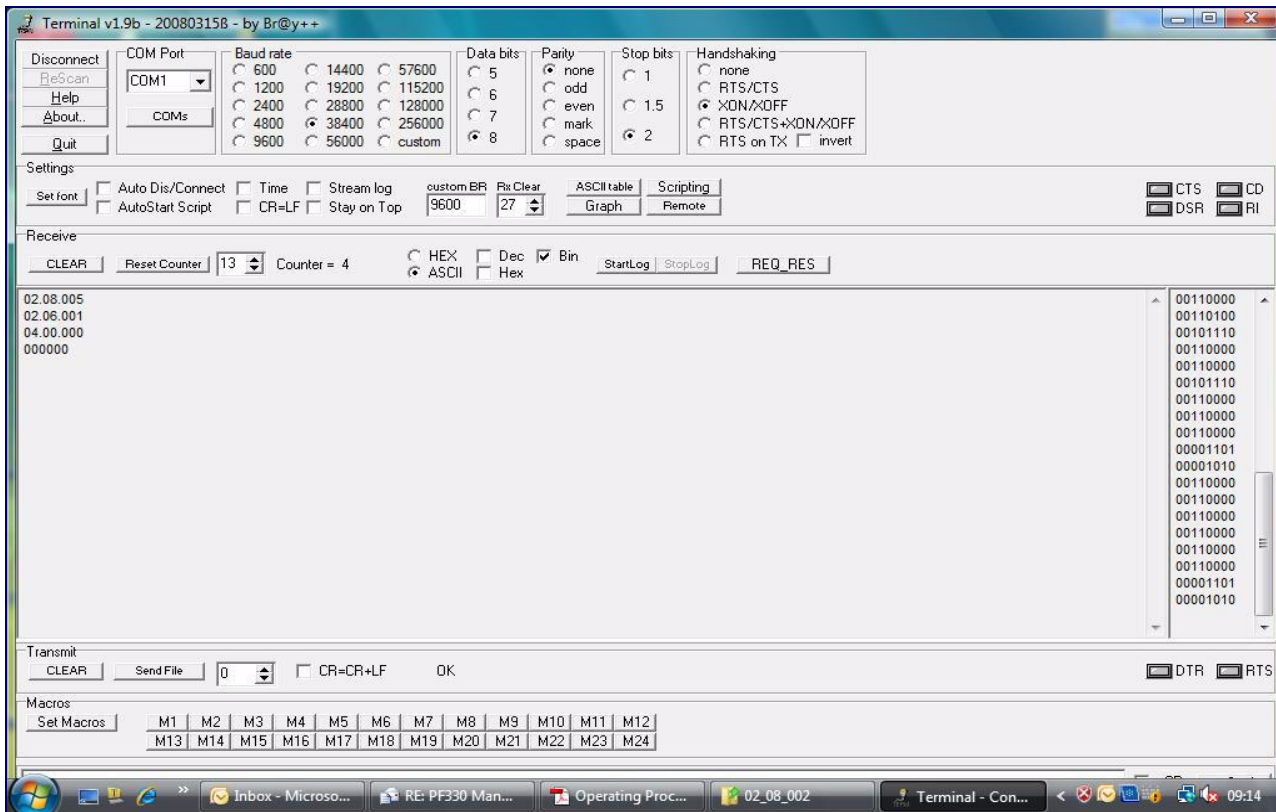 Terminal v1.9b - 20080315ß - by Br@y++
Disconnect
ReScan
Help
About..
Quit
COM Port
COM1
COMs
Baud rate
600 14400 57600
1200 19200 115200
2400 28800 128000
4800 38400 256000
9600 56000 custom
Data bits
5
6
7
8
Parity
none
odd
even
mark
space
Stop bits
1
1.5
2
Handshaking
none
RTS/CTS
XON/XOFF
RTS/CTS+XON/XOFF
RTS on TX invert
Settings
Set font
Auto Dis/Connect Time Stream log
AutoStart Script CR=LF Stay on Top
custom BR Rx Clear
9600 27
ASCII table Scripting
Graph Remote
CTS CD
DSR RI
Receive
CLEAR Reset Counter 13 Counter = 4
HEX Dec Bin
ASCII Hex
StartLog StopLog REQ_RES
02.08.005
02.06.001
04.00.000
000000
00110000
00110100
00101110
00110000
00110000
00101110
00110000
00110000
00110000
00001101
00001010
00110000
00110000
00110000
00110000
00110000
00110000
00001101
00001010
Transmit
CLEAR Send File 0 CR=CR+LF OK
DTR RTS
Macros
Set Macros
M1 M2 M3 M4 M5 M6 M7 M8 M9 M10 M11 M12
M13 M14 M15 M16 M17 M18 M19 M20 M21 M22 M23 M24
Inbox - Microso... RE: PF330 Man... Operating Proc... 02_08_002 Terminal - Con... 09:14